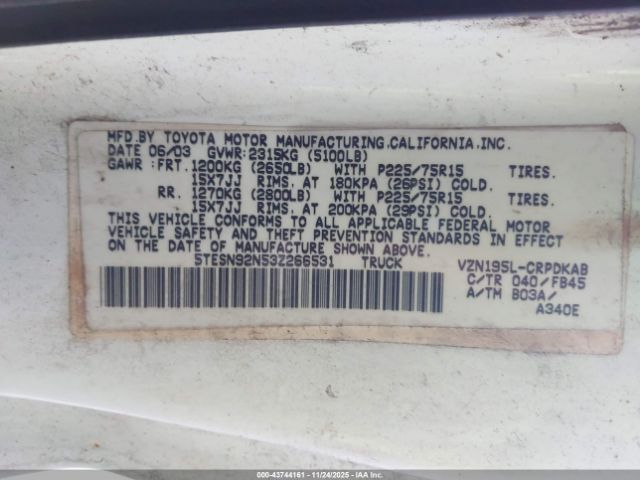 MFD.BY TOYOTA MOTOR MANUFACTURING,CALIFORNIA,INC.
DATE 06/03 GVWR:2315KG (5100LB)
GAWR:FRT.1200KG (2650LB) WITH P225/75R15 TIRES.
15X7JJ RIMS, AT 180KPA (26PSI) COLD.
RR. 1270KG (2800LB) WITH P225/75R15 TIRES.
15X7JJ RIMS, AT 200KPA (29PSI) COLD.
THIS VEHICLE CONFORMS TO ALL APPLICABLE FEDERAL MOTOR
VEHICLE SAFETY AND THEFT PREVENTION STANDARDS IN EFFECT
ON THE DATE OF MANUFACTURE SHOWN ABOVE.
5TESN92N53Z266531 TRUCK VZN195L-CRPDKAB
C/TR 040/FB45
A/TM B03A/
A340E
000-43744161 - 11/24/2025 - IAAI.com